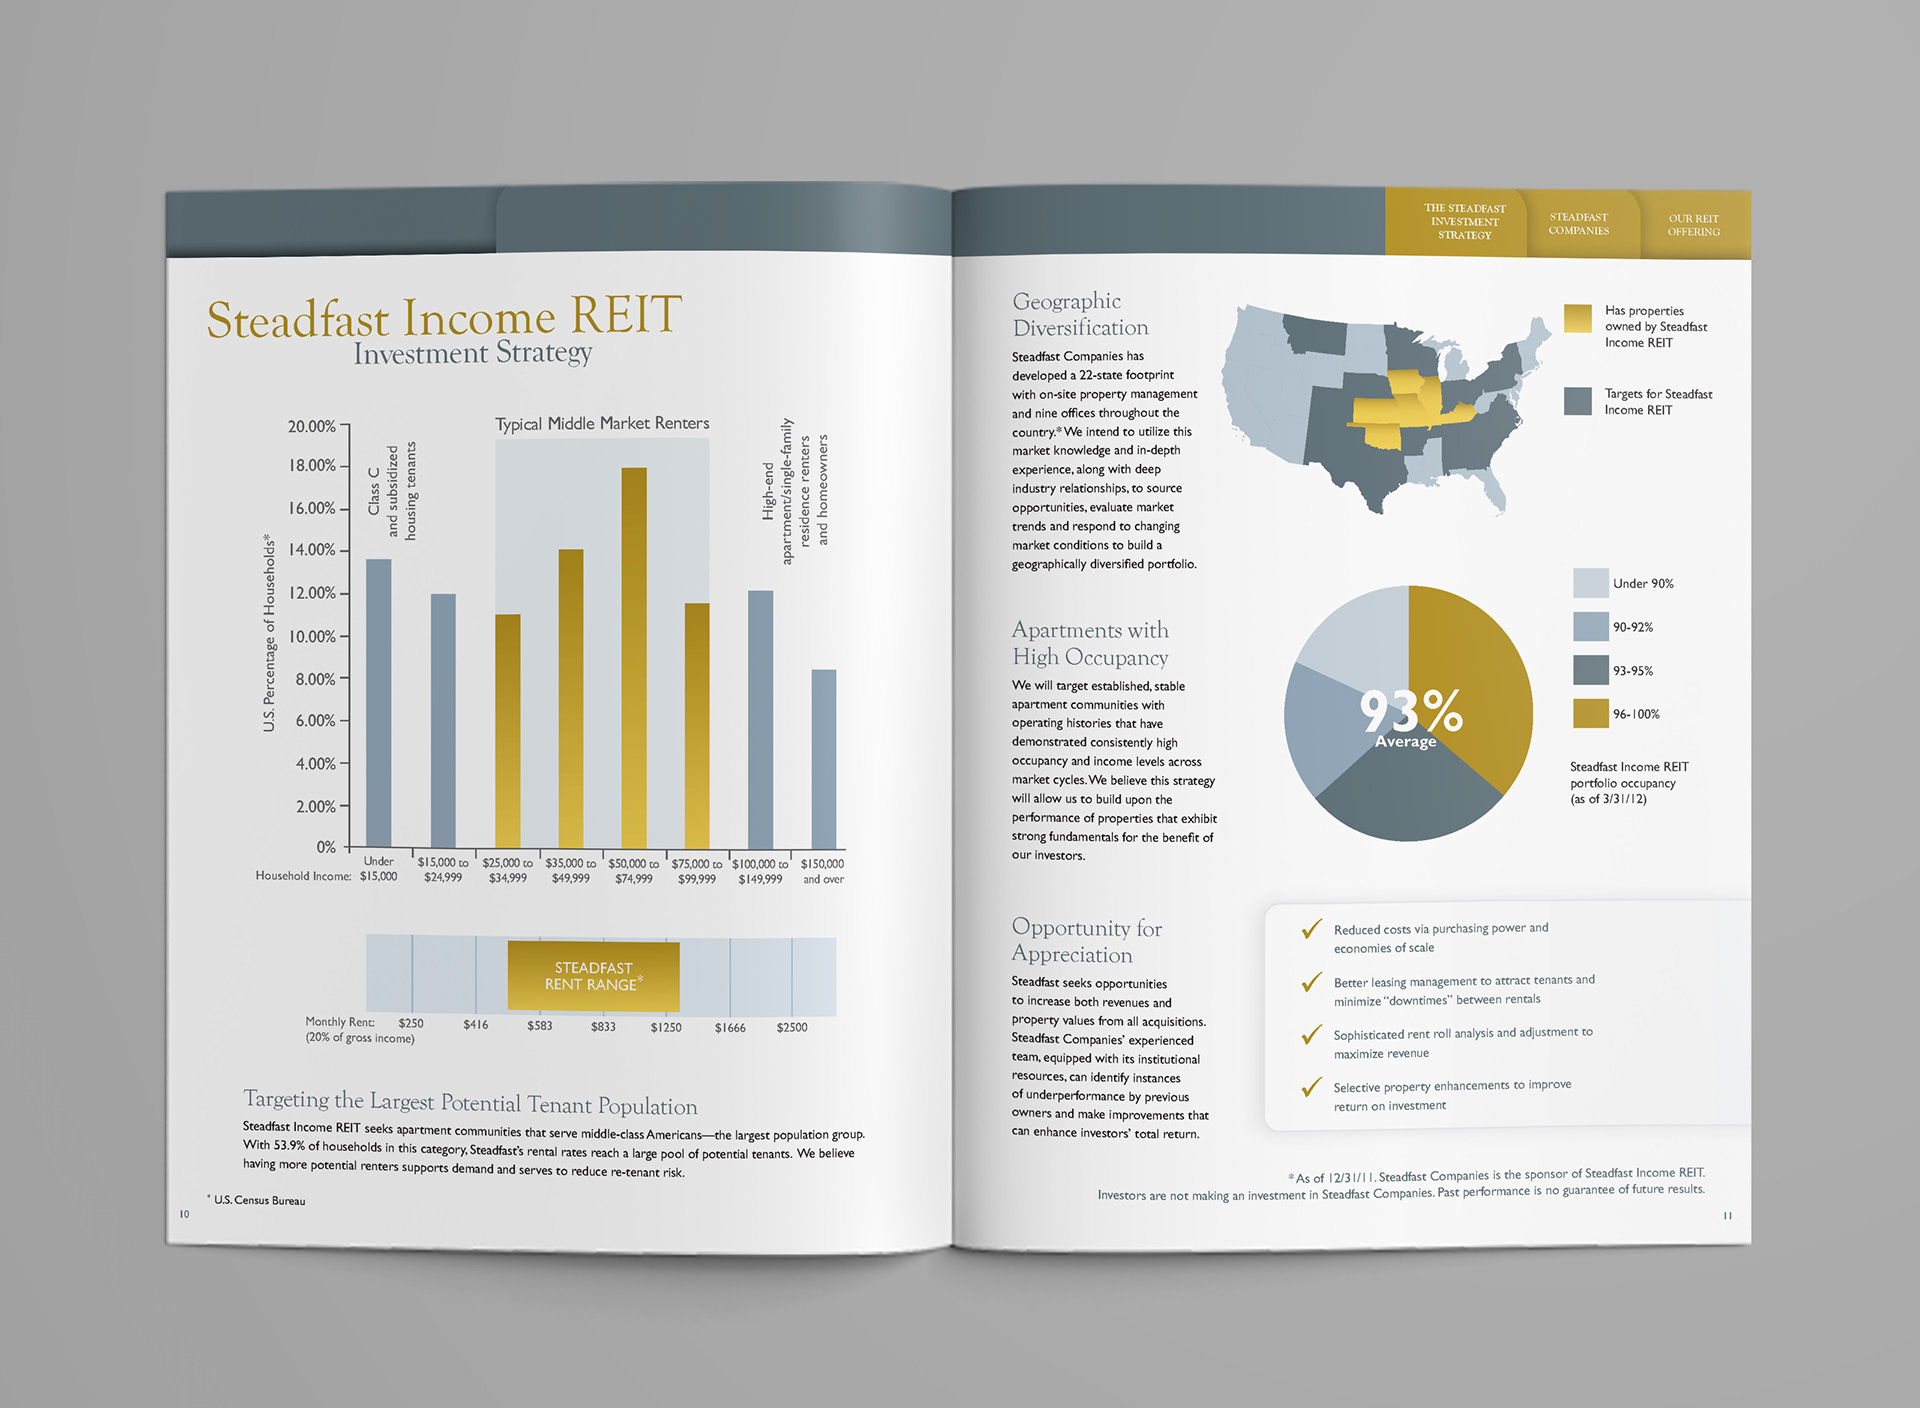 Steadfast Income REIT
Investment Strategy
Typical Middle Market Renters
Class C
and subsidized
housing tenants
High-end
apartment/single-family
residence renters
and homeowners
U.S. Percentage of Households*
20.00%
18.00%
16.00%
14.00%
12.00%
10.00%
8.00%
6.00%
4.00%
2.00%
0%
Household Income:
Under
$15,000
$15,000 to
$24,999
$25,000 to
$34,999
$35,000 to
$49,999
$50,000 to
$74,999
$75,000 to
$99,999
$100,000 to
$149,999
$150,000
and over
STEADFAST
RENT RANGE*
Monthly Rent:
(20% of gross income)
$250
$416
$583
$833
$1250
$1666
$2500
Targeting the Largest Potential Tenant Population
Steadfast Income REIT seeks apartment communities that serve middle-class Americans—the largest population group.
With 53.9% of households in this category, Steadfast's rental rates reach a large pool of potential tenants. We believe
having more potential renters supports demand and serves to reduce re-tenant risk.
* U.S. Census Bureau
10
THE STEADFAST
INVESTMENT
STRATEGY
STEADFAST
COMPANIES
OUR REIT
OFFERING
Geographic
Diversification
Steadfast Companies has
developed a 22-state footprint
with on-site property management
and nine offices throughout the
country.* We intend to utilize this
market knowledge and in-depth
experience, along with deep
industry relationships, to source
opportunities, evaluate market
trends and respond to changing
market conditions to build a
geographically diversified portfolio.
Has properties
owned by Steadfast
Income REIT
Targets for Steadfast
Income REIT
Apartments with
High Occupancy
We will target established, stable
apartment communities with
operating histories that have
demonstrated consistently high
occupancy and income levels across
market cycles. We believe this strategy
will allow us to build upon the
performance of properties that exhibit
strong fundamentals for the benefit of
our investors.
93%
Average
Under 90%
90-92%
93-95%
96-100%
Steadfast Income REIT
portfolio occupancy
(as of 3/31/12)
Opportunity for
Appreciation
Steadfast seeks opportunities
to increase both revenues and
property values from all acquisitions.
Steadfast Companies' experienced
team, equipped with its institutional
resources, can identify instances
of underperformance by previous
owners and make improvements that
can enhance investors' total return.
Reduced costs via purchasing power and
economies of scale
Better leasing management to attract tenants and
minimize "downtimes" between rentals
Sophisticated rent roll analysis and adjustment to
maximize revenue
Selective property enhancements to improve
return on investment
*As of 12/31/11. Steadfast Companies is the sponsor of Steadfast Income REIT.
Investors are not making an investment in Steadfast Companies. Past performance is no guarantee of future results.
11